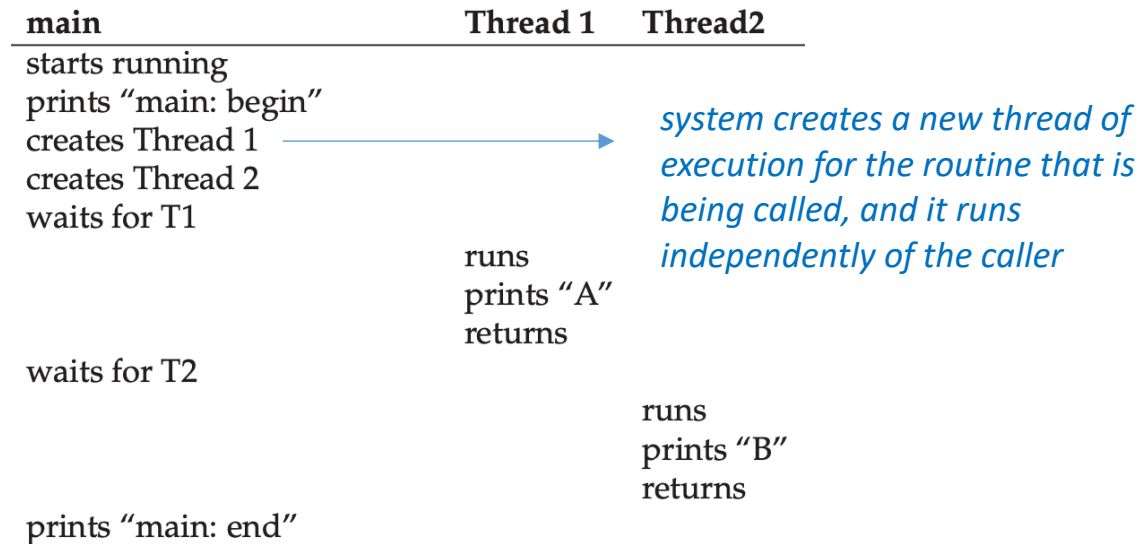 main Thread 1 Thread2
starts running
prints “main: begin”
creates Thread 1
creates Thread 2
waits for T1
system creates a new thread of
execution for the routine that is
being called, and it runs
independently of the caller
runs
prints “A”
returns
waits for T2
runs
prints “B”
returns
prints “main: end”